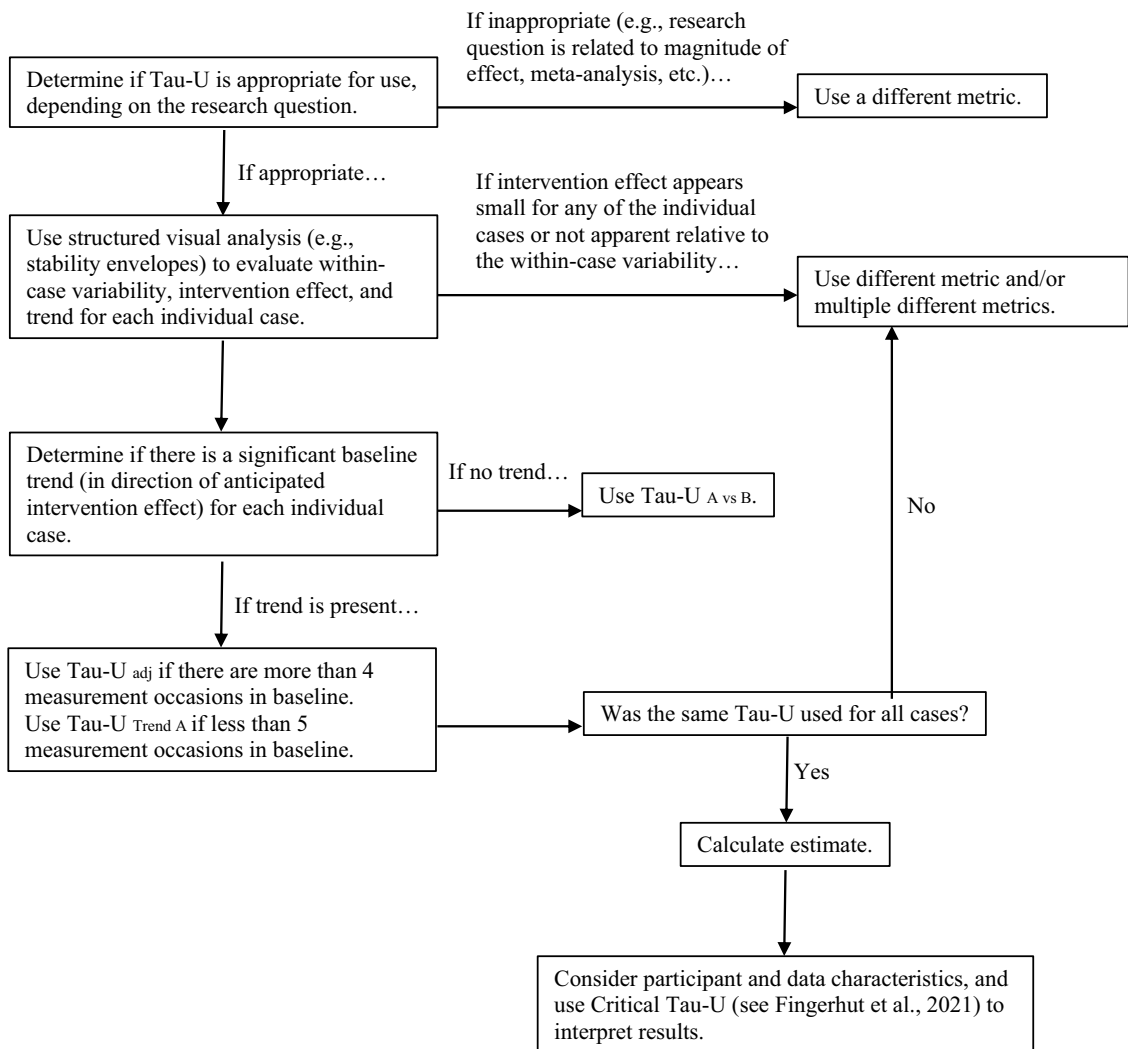 If inappropriate (e.g., research
question is related to magnitude of
effect, meta-analysis, etc.)…
Determine if Tau-U is appropriate for use,
depending on the research question.
Use a different metric.
If appropriate…
If intervention effect appears
small for any of the individual
cases or not apparent relative to
the within-case variability…
Use structured visual analysis (e.g.,
stability envelopes) to evaluate within-
case variability, intervention effect, and
trend for each individual case.
Use different metric and/or
multiple different metrics.
Determine if there is a significant baseline
trend (in direction of anticipated
intervention effect) for each individual
case.
If no trend…
Use Tau-U A vs B.
No
If trend is present…
Use Tau-U adj if there are more than 4
measurement occasions in baseline.
Use Tau-U Trend A if less than 5
measurement occasions in baseline.
Was the same Tau-U used for all cases?
Yes
Calculate estimate.
Consider participant and data characteristics, and
use Critical Tau-U (see Fingerhut et al., 2021) to
interpret results.